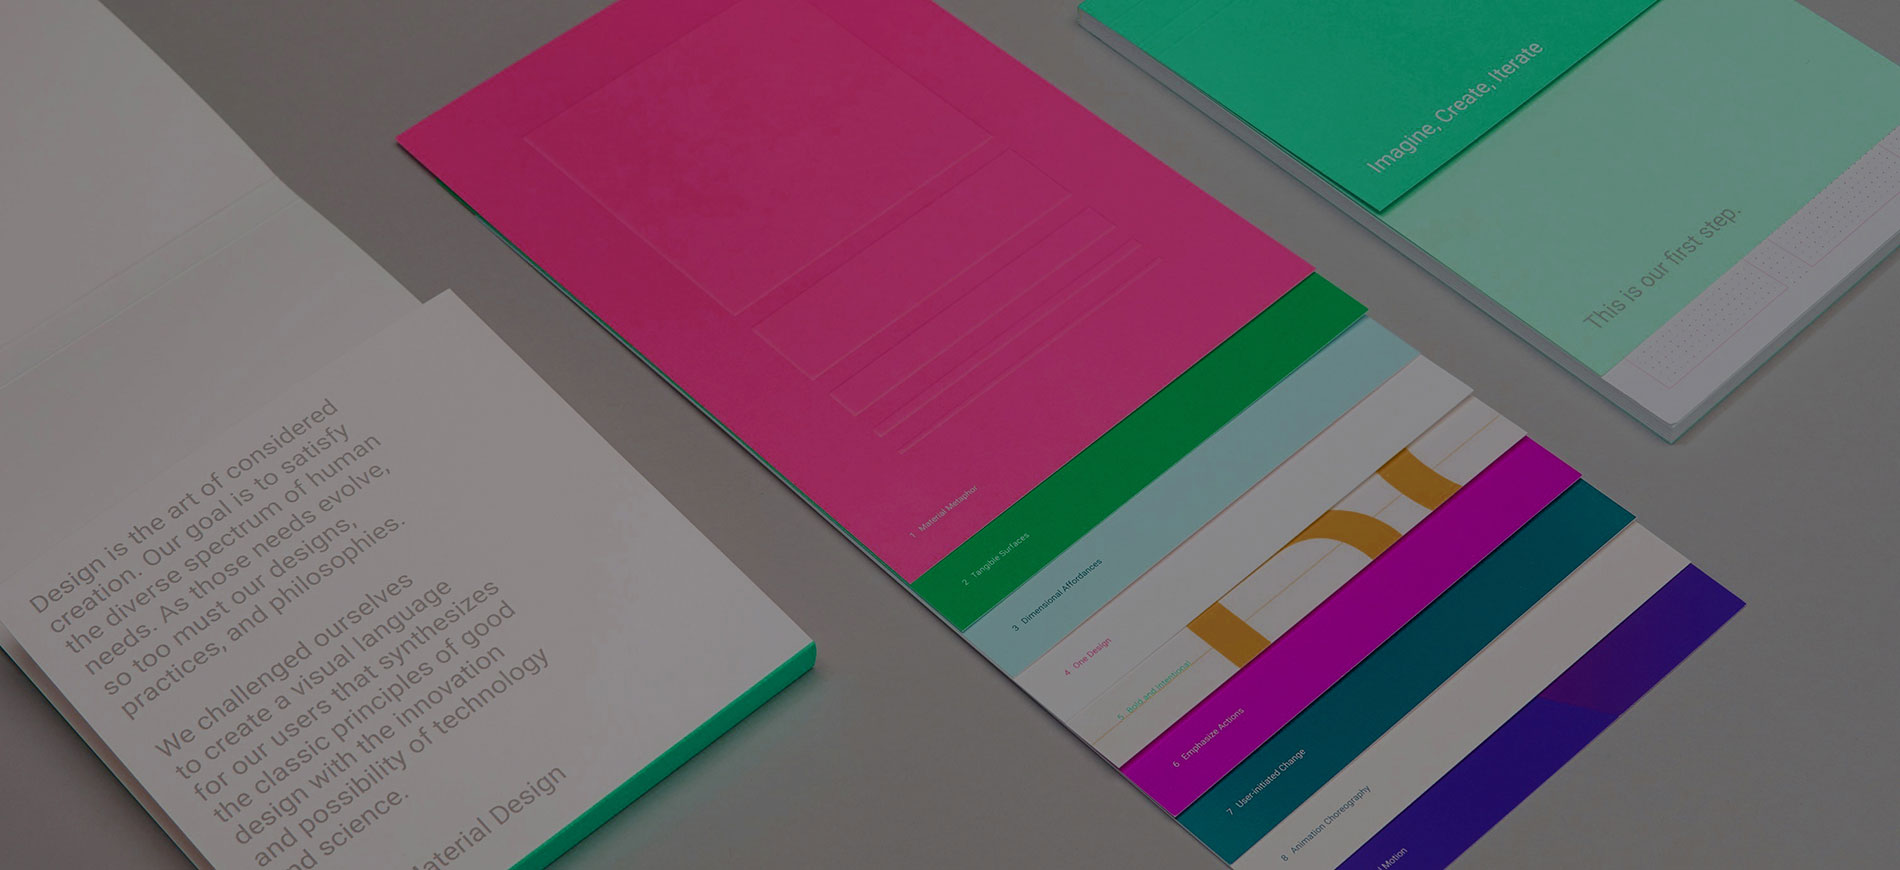 Design is the art of considered
creation. Our goal is to satisfy
the diverse spectrum of human
needs. As those needs evolve,
so too must our designs,
practices, and philosophies.
We challenged ourselves
to create a visual language
for our users that synthesizes
the classic principles of good
design with the innovation
and possibility of technology
nd science.
aterial Design
1 Material Metaphor
2 Tangible Surfaces
3 Dimensional Affordances
4 One Design
5 Bold and Intentional
6 Emphasize Actions
7 User-initiated Change
8 Animation Choreography
l Motion
Imagine, Create, Iterate
This is our first step.